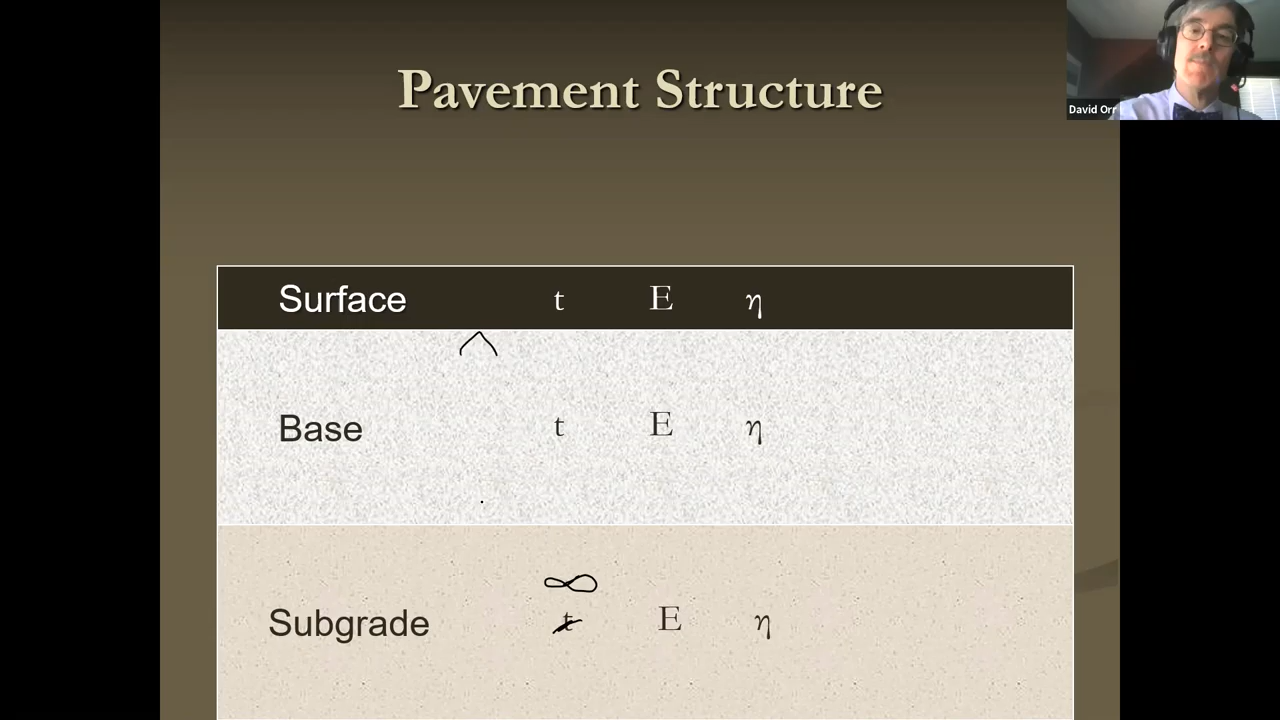 Pavement Structure
David Orr
Surface t E η
Base t E η
∞
Subgrade t E η